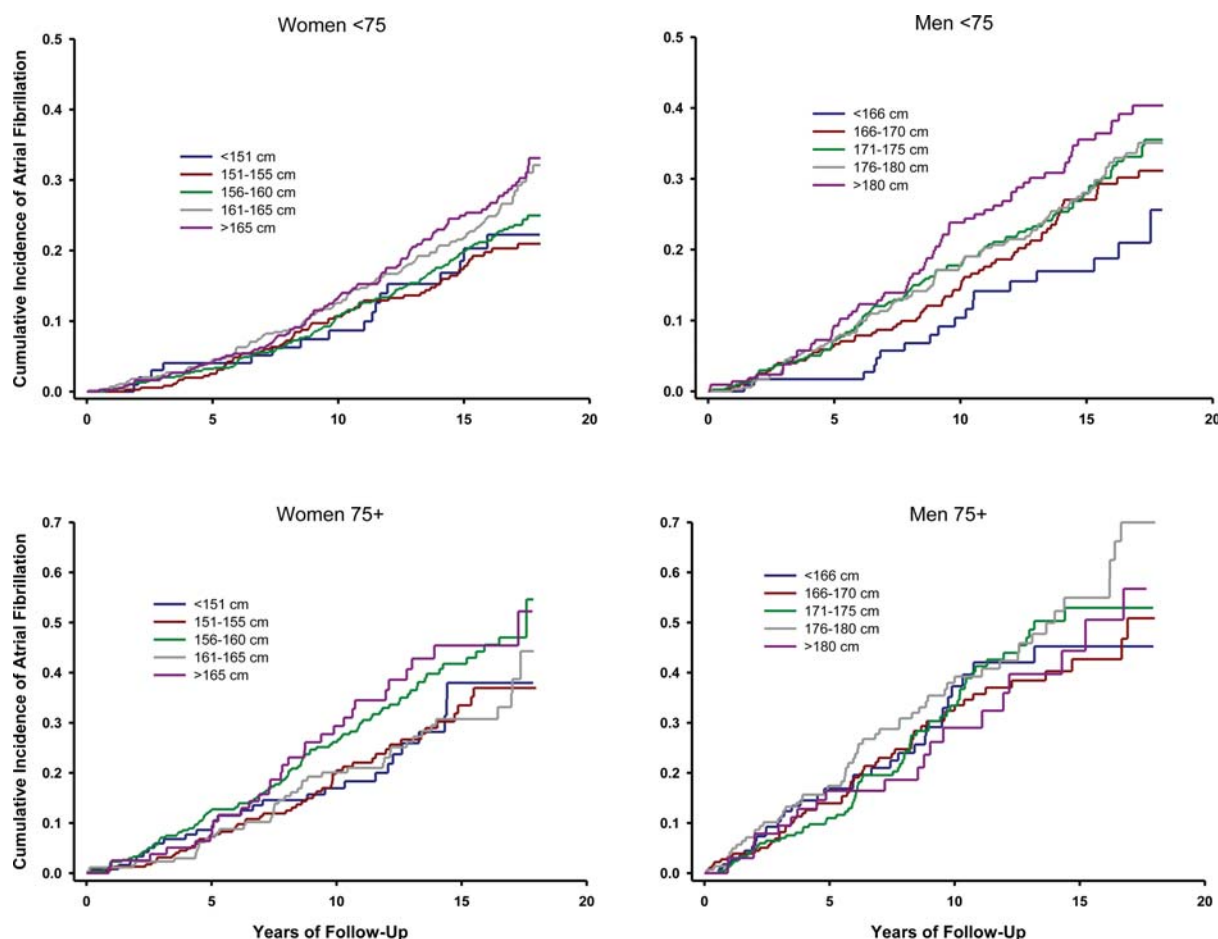 Women <75
Men <75
Cumulative Incidence of Atrial Fibrillation
0.5
0.4
0.3
0.2
0.1
0.0
<151 cm
151-155 cm
156-160 cm
161-165 cm
>165 cm
0
5
10
15
20
0.5
0.4
0.3
0.2
0.1
0.0
<166 cm
166-170 cm
171-175 cm
176-180 cm
>180 cm
0
5
10
15
20
Women 75+
Men 75+
Cumulative Incidence of Atrial Fibrillation
0.7
0.6
0.5
0.4
0.3
0.2
0.1
0.0
<151 cm
151-155 cm
156-160 cm
161-165 cm
>165 cm
0
5
10
15
20
Years of Follow-Up
0.7
0.6
0.5
0.4
0.3
0.2
0.1
0.0
<166 cm
166-170 cm
171-175 cm
176-180 cm
>180 cm
0
5
10
15
20
Years of Follow-Up